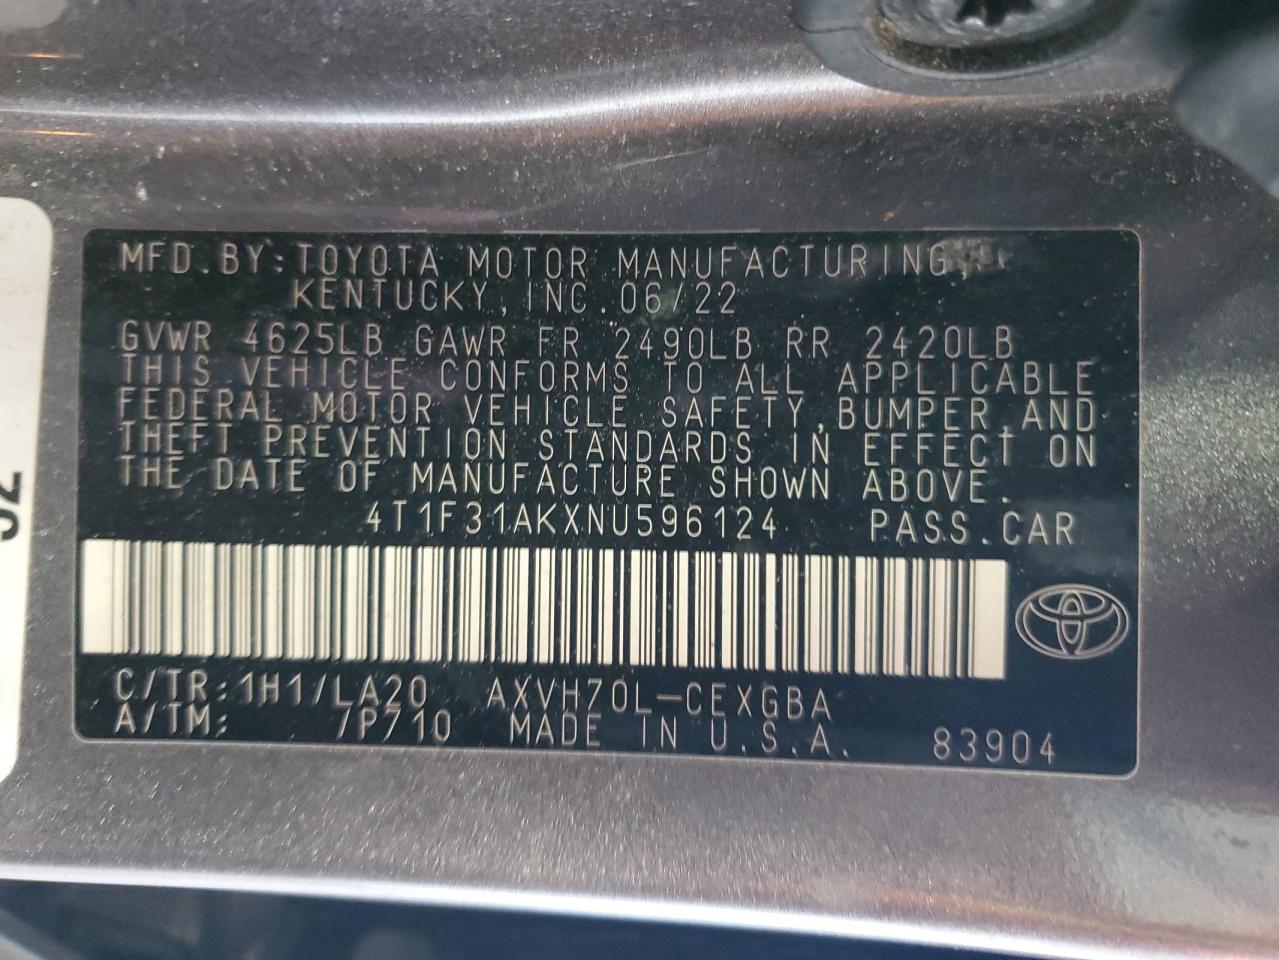 MFD.BY:TOYOTA MOTOR MANUFACTURING,
KENTUCKY,INC.06/22
GVWR 4625LB GAWR FR 2490LB RR 2420LB
THIS VEHICLE CONFORMS TO ALL APPLICABLE
FEDERAL MOTOR VEHICLE SAFETY,BUMPER,AND
THEFT PREVENTION STANDARDS IN EFFECT ON
THE DATE OF MANUFACTURE SHOWN ABOVE.
4T1F31AKXNU596124 PASS.CAR
C/TR:1H1/LA20 AXVH70L-CEXGBA
A/TM: /P710 MADE IN U.S.A. 83904